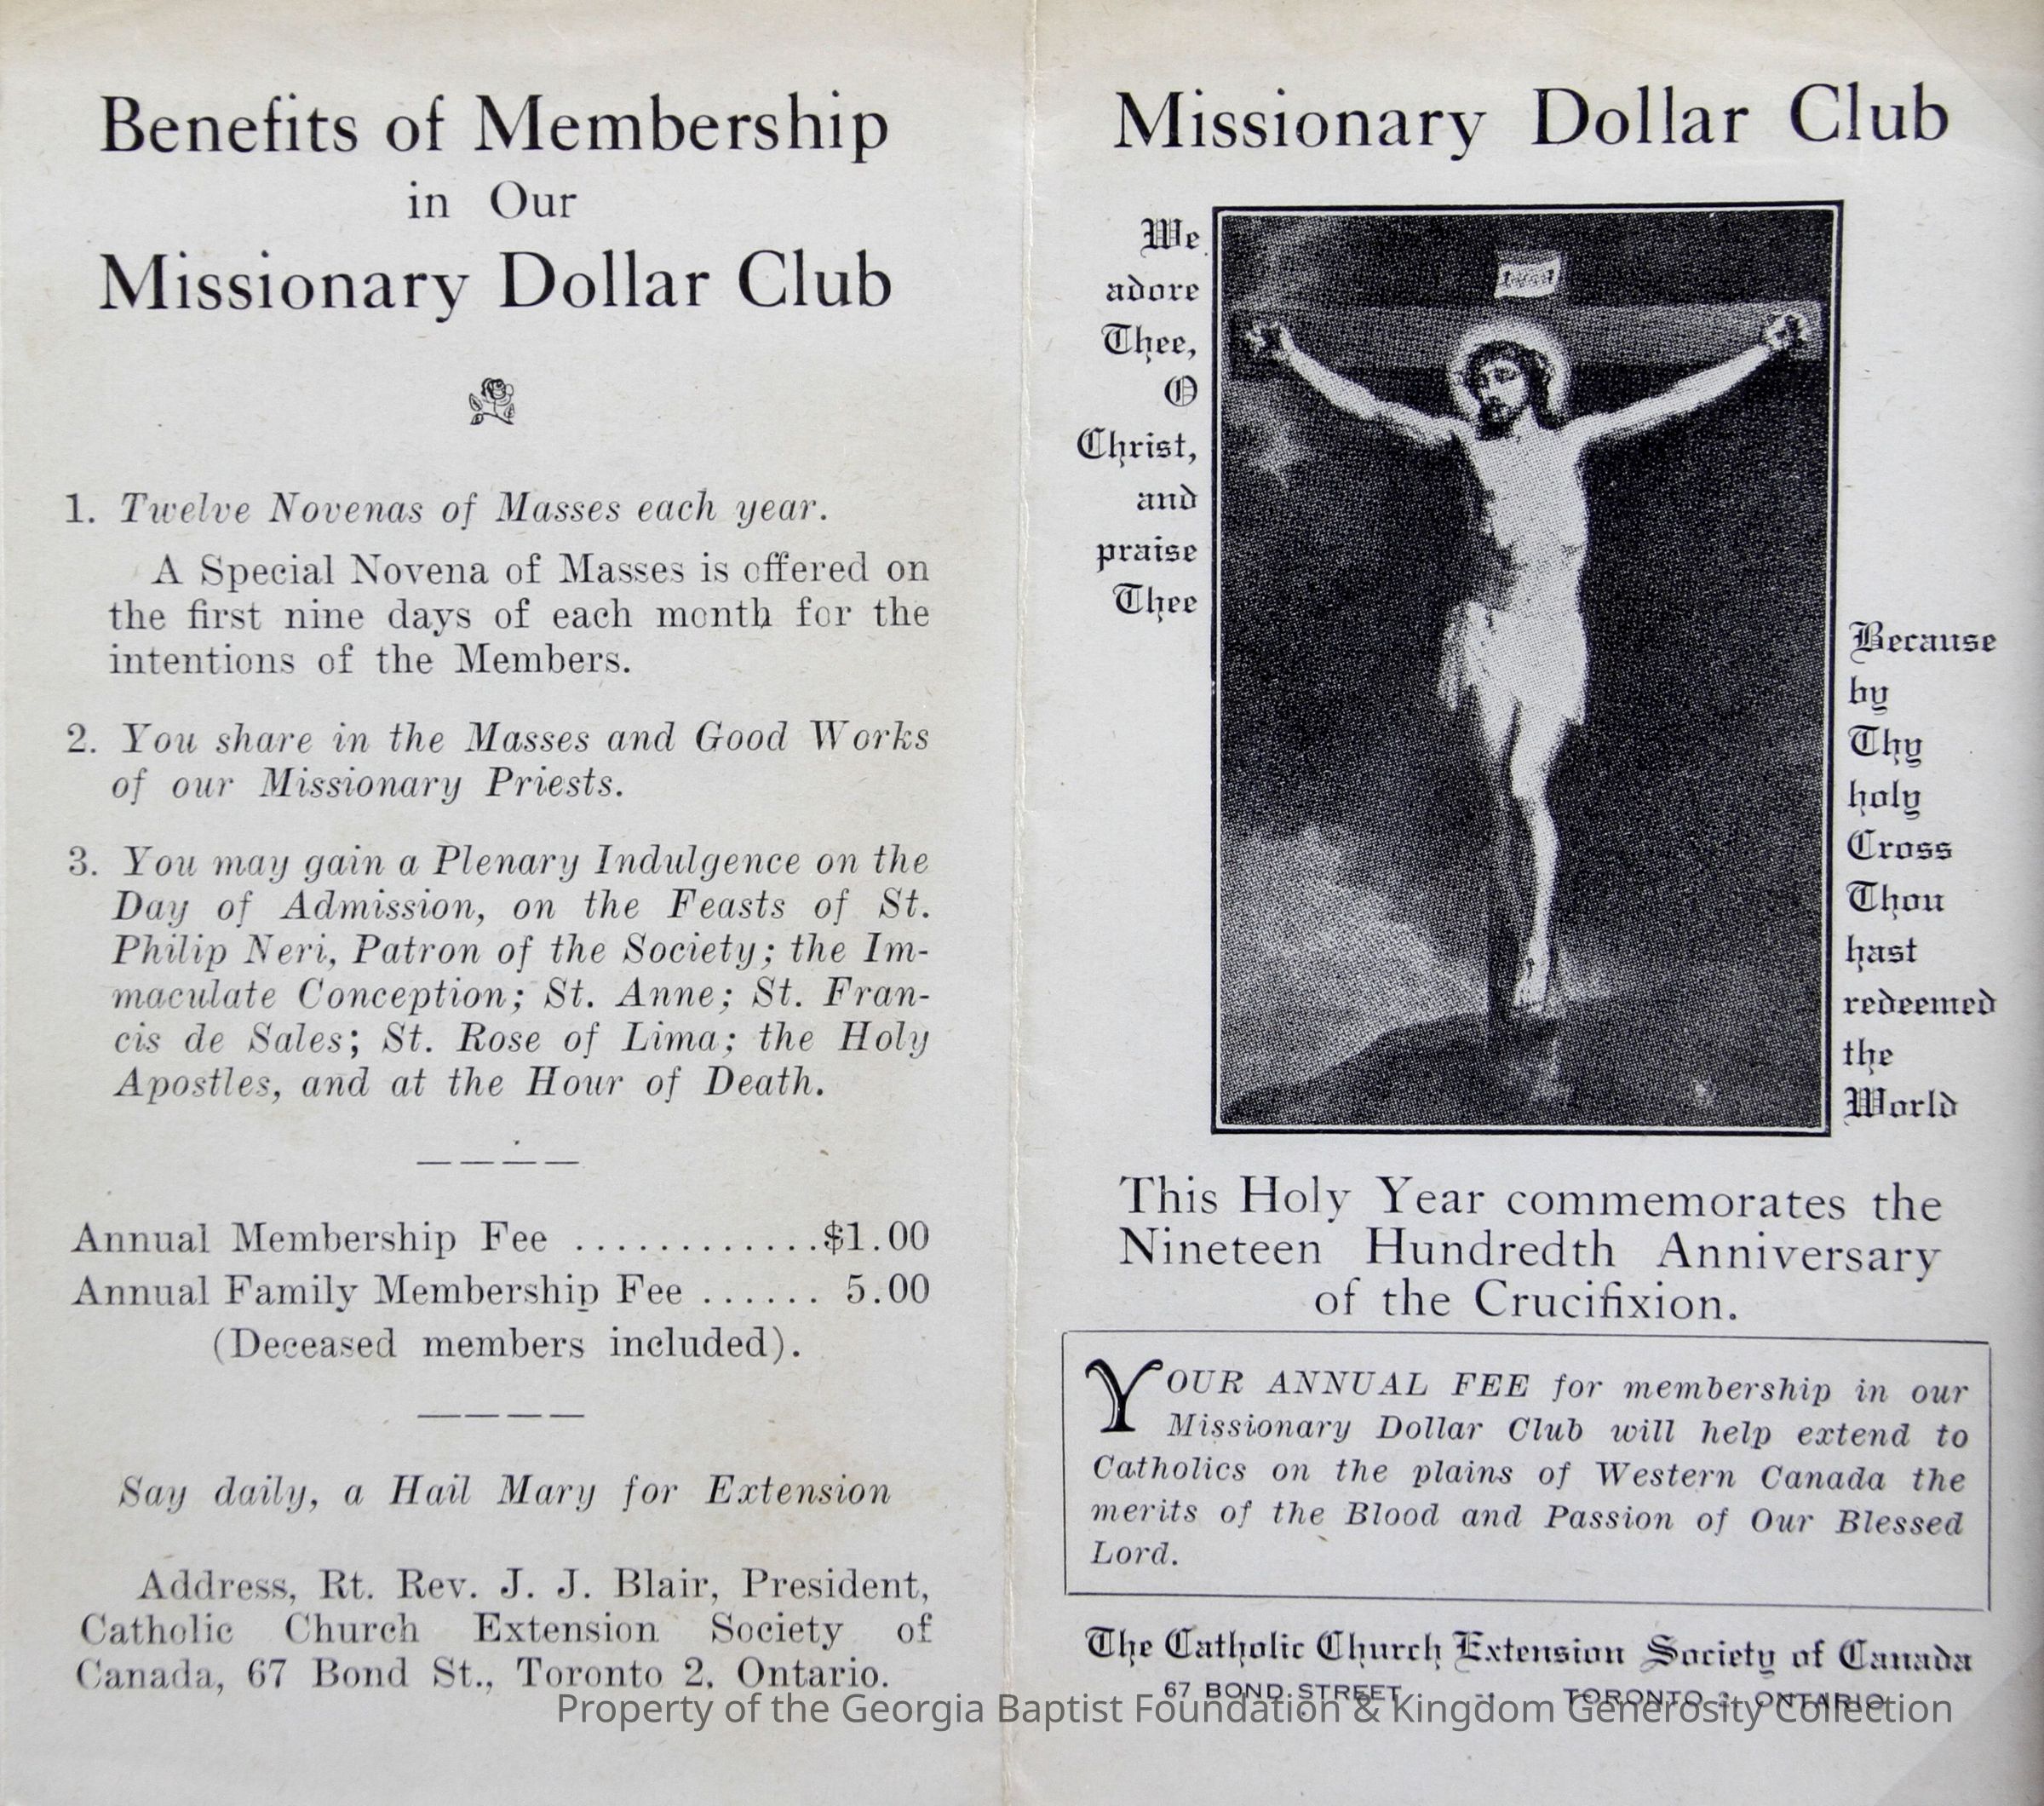 Benefits of Membership
in Our
Missionary Dollar Club
1. Twelve Novenas of Masses each year.
A Special Novena of Masses is offered on
the first nine days of each month for the
intentions of the Members.
2. You share in the Masses and Good Works
of our Missionary Priests.
3. You may gain a Plenary Indulgence on the
Day of Admission, on the Feasts of St.
Philip Neri, Patron of the Society; the Im-
maculate Conception; St. Anne; St. Fran-
cis de Sales; St. Rose of Lima; the Holy
Apostles, and at the Hour of Death.
Annual Membership Fee ............$1.00
Annual Family Membership Fee ...... 5.00
(Deceased members included).
Say daily, a Hail Mary for Extension
Address, Rt. Rev. J. J. Blair, President,
Catholic Church Extension Society of
Canada, 67 Bond St., Toronto 2, Ontario.
Missionary Dollar Club
We
adore
Thee,
O
Christ,
and
praise
Thee
Because
by
Thy
holy
Cross
Thou
hast
redeemed
the
World
This Holy Year commemorates the
Nineteen Hundredth Anniversary
of the Crucifixion.
YOUR ANNUAL FEE for membership in our
Missionary Dollar Club will help extend to
Catholics on the plains of Western Canada the
merits of the Blood and Passion of Our Blessed
Lord.
The Catholic Church Extension Society of Canada
67 BOND STREET -:- TORONTO 2, ONTARIO
Property of the Georgia Baptist Foundation & Kingdom Generosity Collection